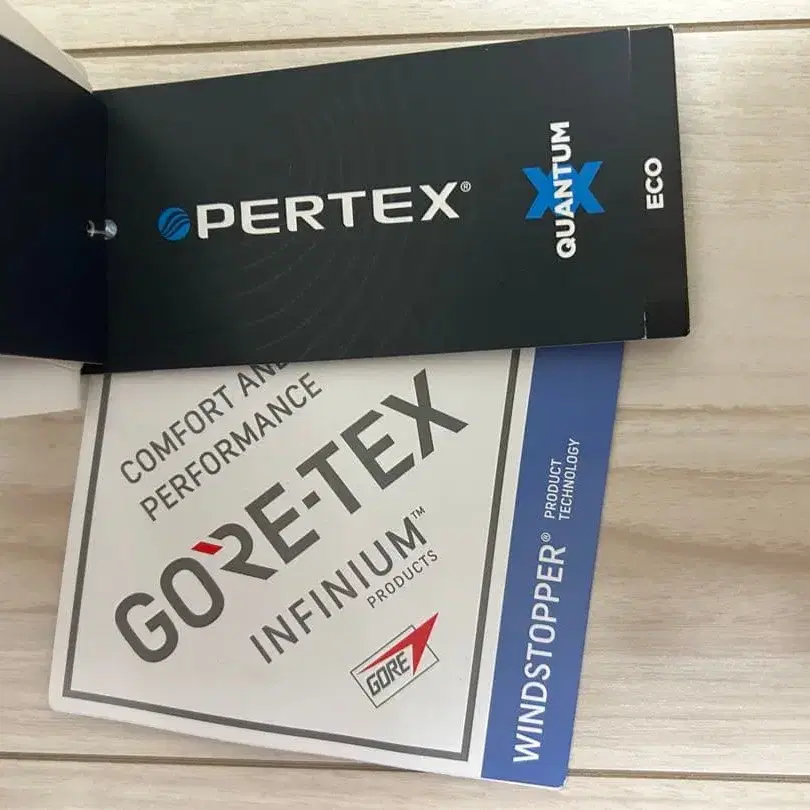 PERTEX®
QUANTUM
ECO
COMFORT AND
PERFORMANCE
GORE-TEX
INFINIUM™
PRODUCTS
GORE
WINDSTOPPER®
PRODUCT
TECHNOLOGY